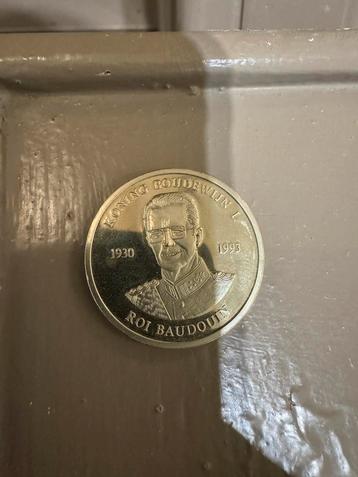 KONING BOUDEWIJN I
1930 1993
ROI BAUDOUIN